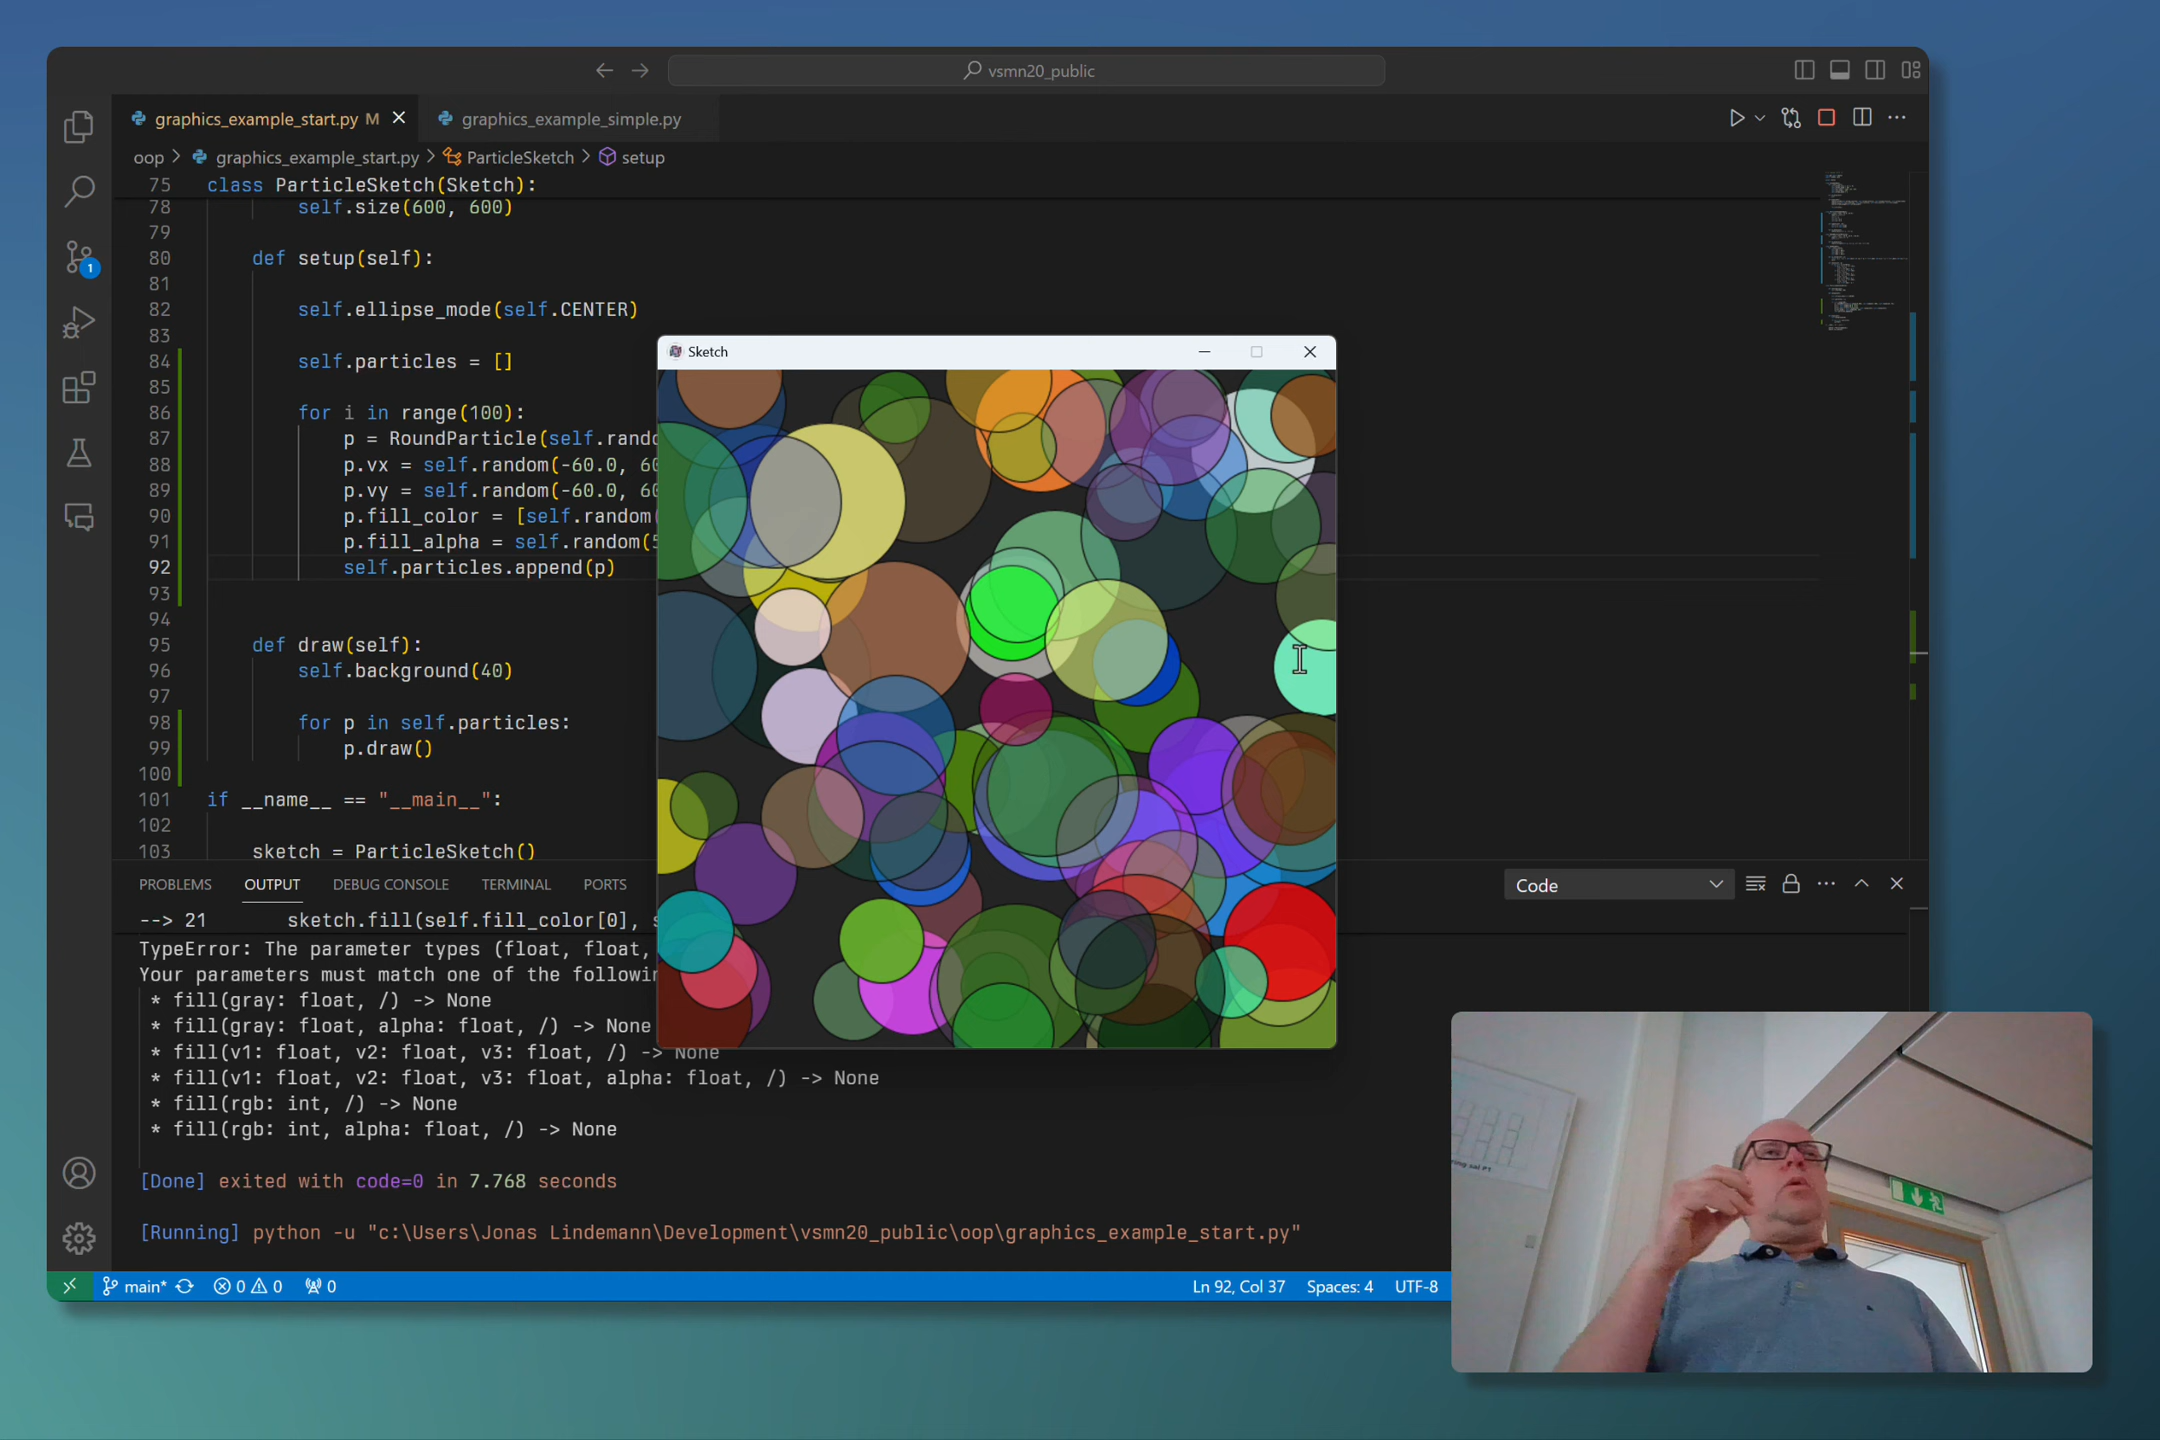 vsmn20_public
graphics_example_start.py M
graphics_example_simple.py
oop > graphics_example_start.py > ParticleSketch > setup
75 class ParticleSketch(Sketch):
78 self.size(600, 600)
79
80 def setup(self):
81
82 self.ellipse_mode(self.CENTER)
83
84 self.particles = []
85
86 for i in range(100):
87 p = RoundParticle(self.rando
88 p.vx = self.random(-60.0, 60
89 p.vy = self.random(-60.0, 60
90 p.fill_color = [self.random(
91 p.fill_alpha = self.random(5
92 self.particles.append(p)
93
94
95 def draw(self):
96 self.background(40)
97
98 for p in self.particles:
99 p.draw()
100
101 if __name__ == "__main__":
102
103 sketch = ParticleSketch()
Sketch
1
PROBLEMS OUTPUT DEBUG CONSOLE TERMINAL PORTS
Code
--> 21 sketch.fill(self.fill_color[0], s
TypeError: The parameter types (float, float,
Your parameters must match one of the followin
* fill(gray: float, /) -> None
* fill(gray: float, alpha: float, /) -> None
* fill(v1: float, v2: float, v3: float, /) -> None
* fill(v1: float, v2: float, v3: float, alpha: float, /) -> None
* fill(rgb: int, /) -> None
* fill(rgb: int, alpha: float, /) -> None
[Done] exited with code=0 in 7.768 seconds
[Running] python -u "c:\Users\Jonas Lindemann\Development\vsmn20_public\oop\graphics_example_start.py"
main* 0 0 0
Ln 92, Col 37 Spaces: 4 UTF-8